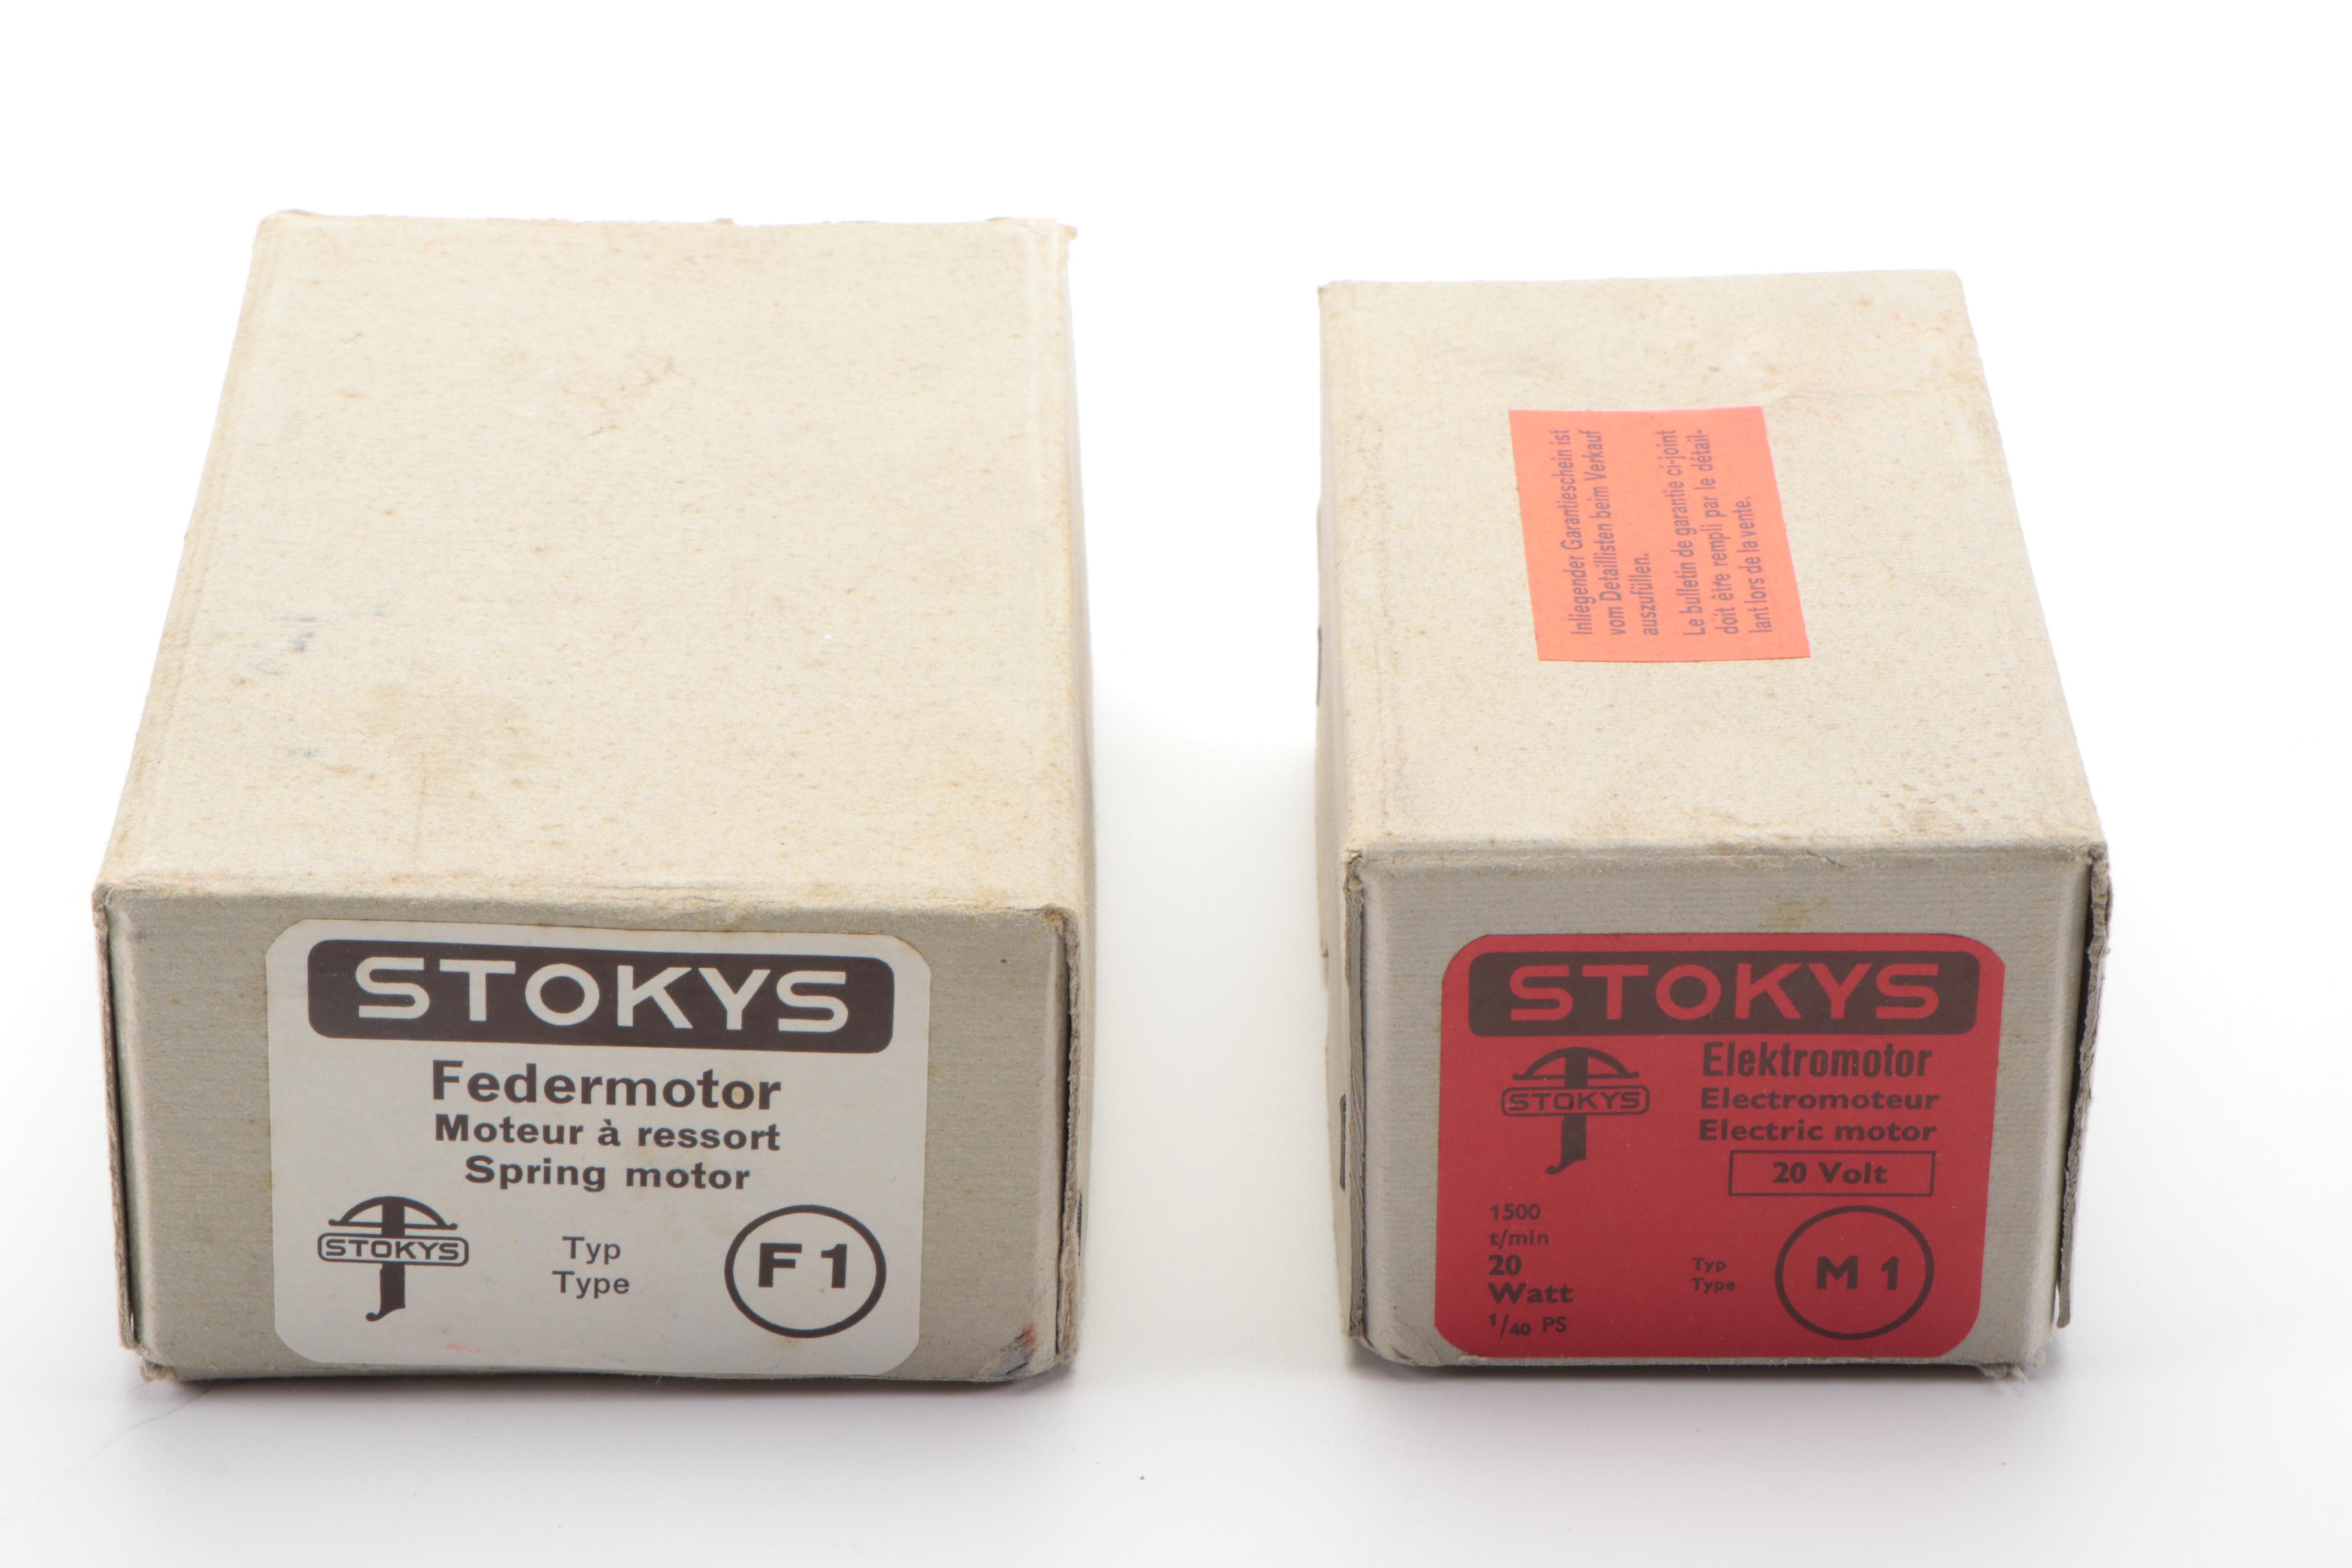 STOKYS
Federmotor
Moteur à ressort
Spring motor
STOKYS
Typ
Type
F 1
Inliegender Garantieschein ist
vom Detaillisten beim Verkauf
auszufüllen.
Le bulletin de garantie ci-joint
doit être rempli par le détail-
lant lors de la vente.
STOKYS
STOKYS
Elektromotor
Electromoteur
Electric motor
20 Volt
1500
t/min
20
Watt
1/40 PS
Typ
Type
M 1